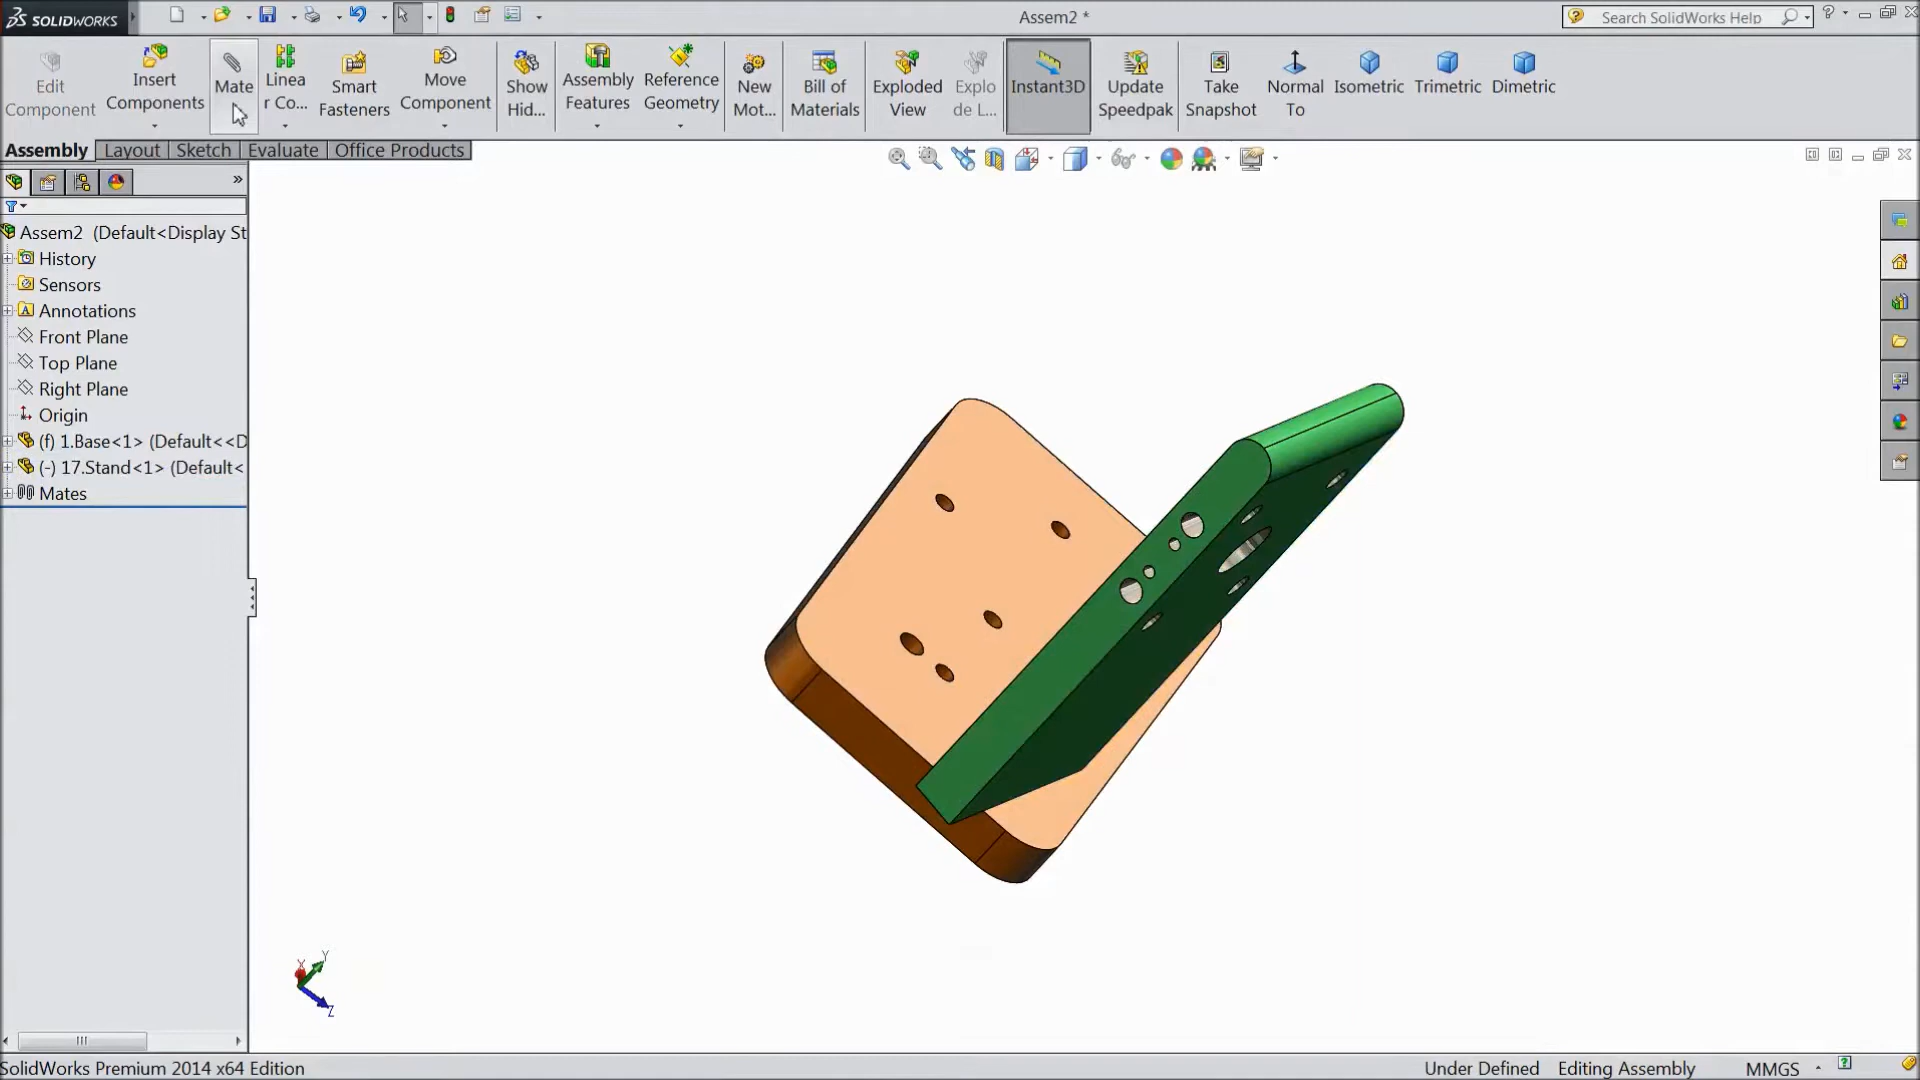 SOLIDWORKS
Assem2 *
Search SolidWorks Help
Edit Component
Insert Components
Mate
Linea r Co...
Smart Fasteners
Move Component
Show Hid...
Assembly Features
Reference Geometry
New Mot...
Bill of Materials
Exploded View
Explo de L...
Instant3D
Update Speedpak
Take Snapshot
Normal To
Isometric
Trimetric
Dimetric
Assembly
Layout
Sketch
Evaluate
Office Products
Assem2 (Default<Display St
History
Sensors
Annotations
Front Plane
Top Plane
Right Plane
Origin
(f) 1.Base<1> (Default<<D
(-) 17.Stand<1> (Default<
Mates
X
Y
Z
SolidWorks Premium 2014 x64 Edition
Under Defined
Editing Assembly
MMGS